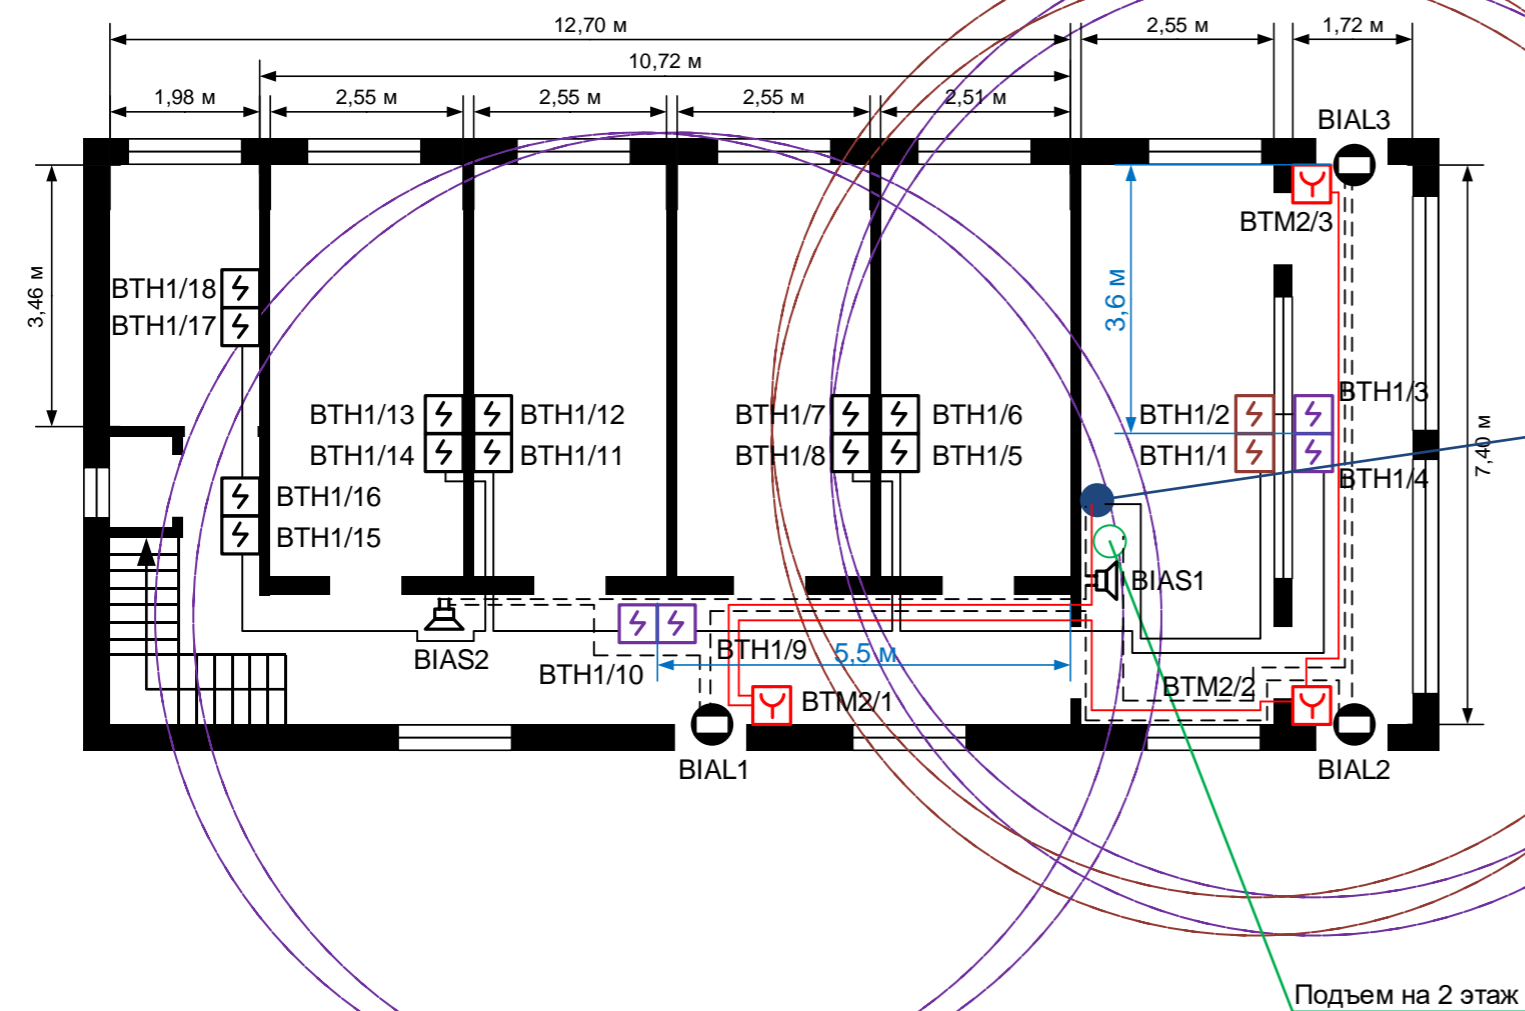 12,70 м
2,55 м
1,72 м
10,72 м
1,98 м
2,55 м
2,55 м
2,55 м
2,51 м
BIAL3
BTM2/3
3,46 м
3,6 м
7,40 м
BTH1/18
BTH1/17
BTH1/13
BTH1/12
BTH1/7
BTH1/6
BTH1/2
BTH1/3
BTH1/14
BTH1/11
BTH1/8
BTH1/5
BTH1/1
BTH1/4
BTH1/16
BTH1/15
BIAS1
BIAS2
BTH1/10
BTH1/9
5,5 м
BTM2/1
BTM2/2
BIAL1
BIAL2
Подъем на 2 этаж